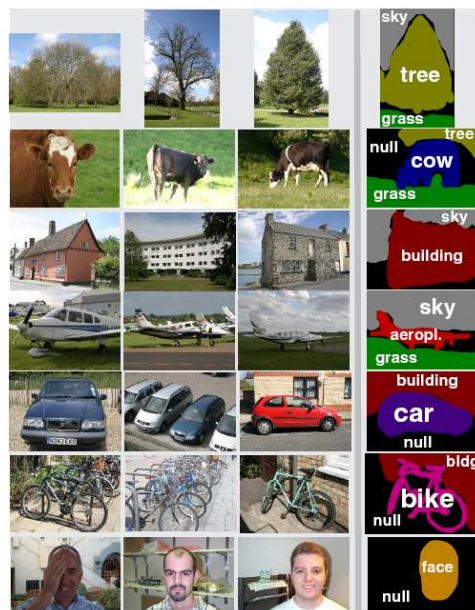 sky
tree
grass
tree
null
cow
grass
sky
building
sky
aeropl.
grass
building
car
null
bldg
bike
null
face
null